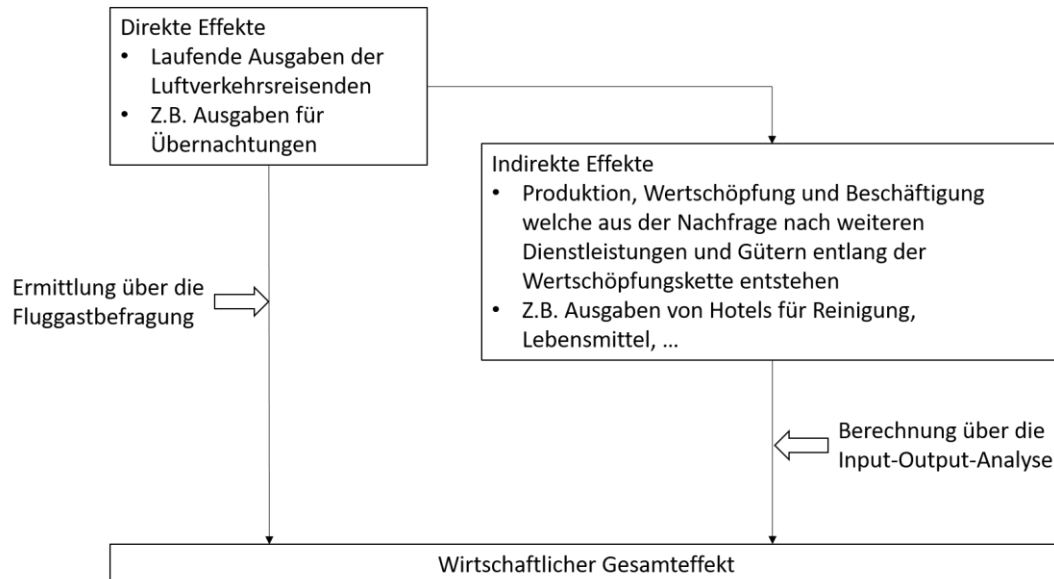 Direkte Effekte
• Laufende Ausgaben der
Luftverkehrsreisenden
• Z.B. Ausgaben für
Übernachtungen
Indirekte Effekte
• Produktion, Wertschöpfung und Beschäftigung
welche aus der Nachfrage nach weiteren
Dienstleistungen und Gütern entlang der
Wertschöpfungskette entstehen
• Z.B. Ausgaben von Hotels für Reinigung,
Lebensmittel, ...
Ermittlung über die
Fluggastbefragung
Berechnung über die
Input-Output-Analyse
Wirtschaftlicher Gesamteffekt